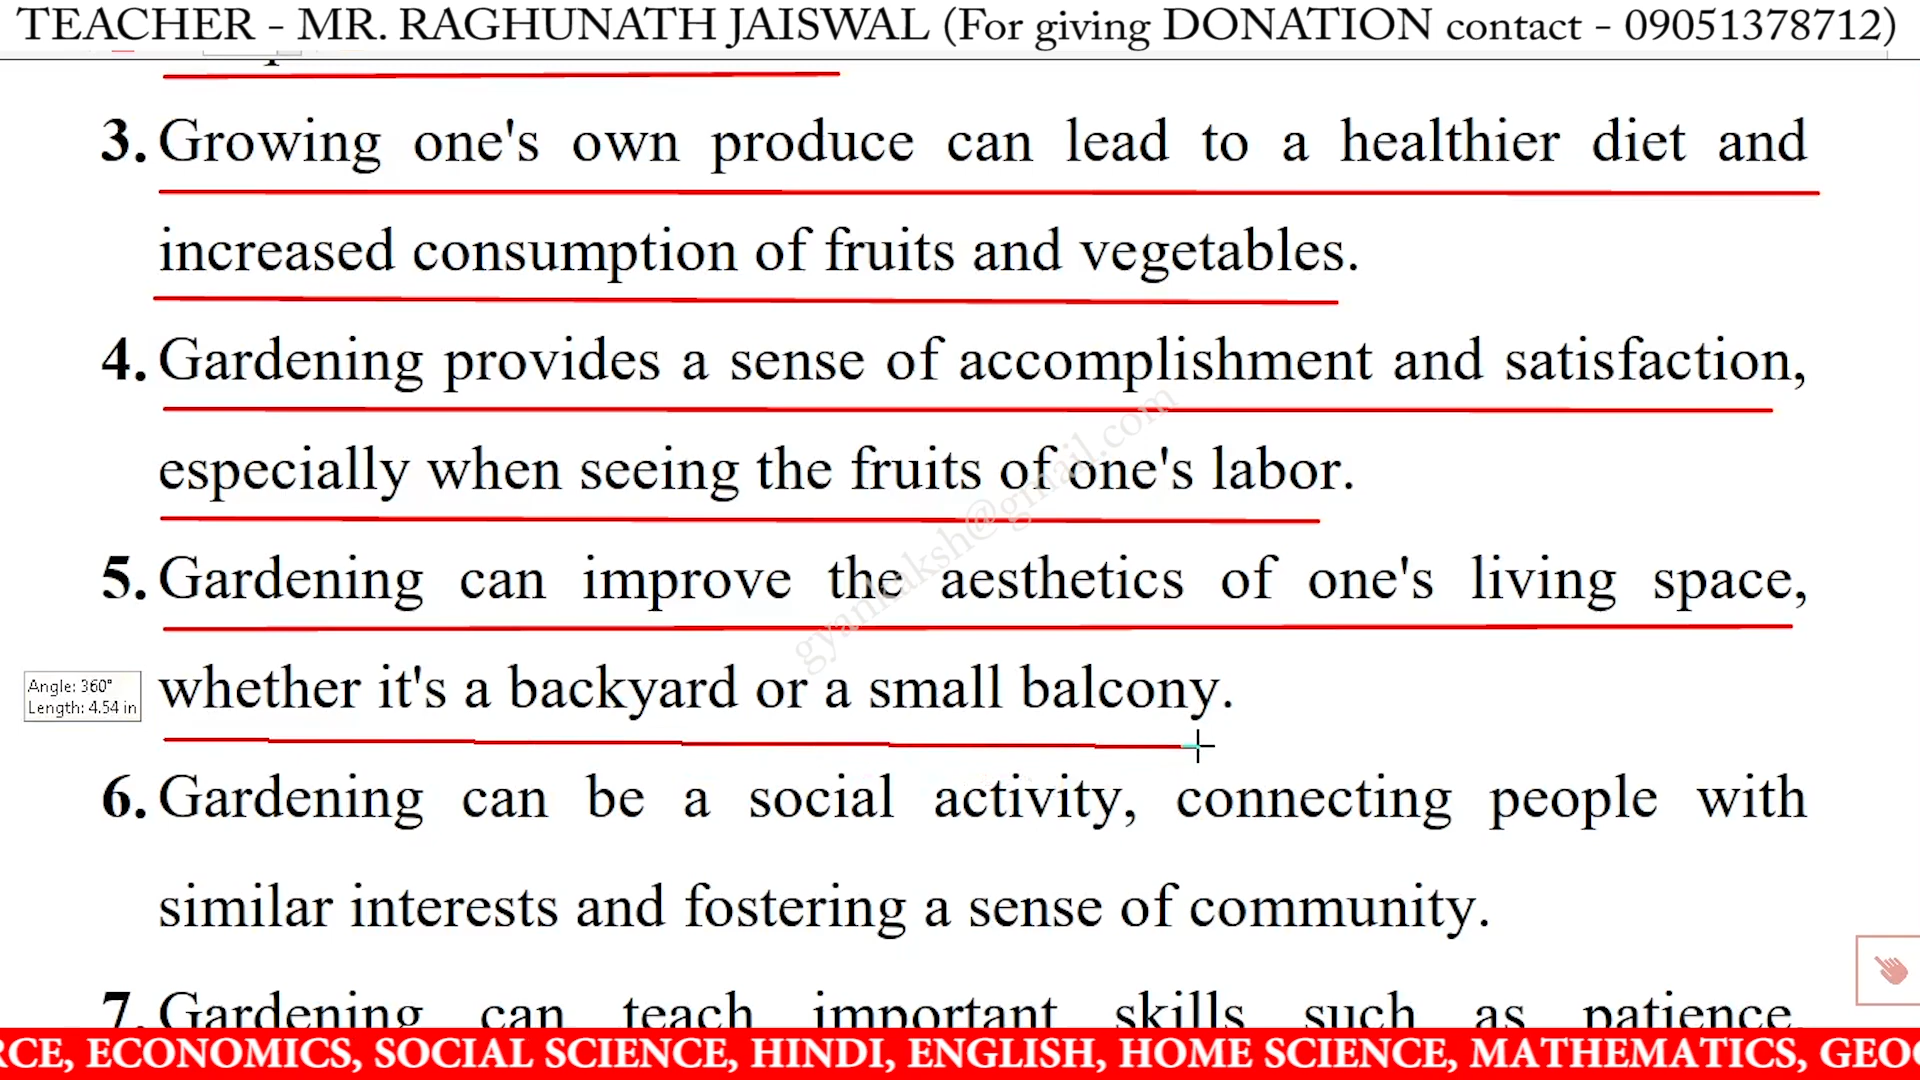 TEACHER - MR. RAGHUNATH JAISWAL (For giving DONATION contact - 09051378712)
3. Growing one's own produce can lead to a healthier diet and
increased consumption of fruits and vegetables.
4. Gardening provides a sense of accomplishment and satisfaction,
especially when seeing the fruits of one's labor.
gyankaksh@gmail.com
5. Gardening can improve the aesthetics of one's living space,
Angle: 360°
Length: 4.54 in
whether it's a backyard or a small balcony.
6. Gardening can be a social activity, connecting people with
similar interests and fostering a sense of community.
7. Gardening can teach important skills such as patience,
RCE, ECONOMICS, SOCIAL SCIENCE, HINDI, ENGLISH, HOME SCIENCE, MATHEMATICS, GEO